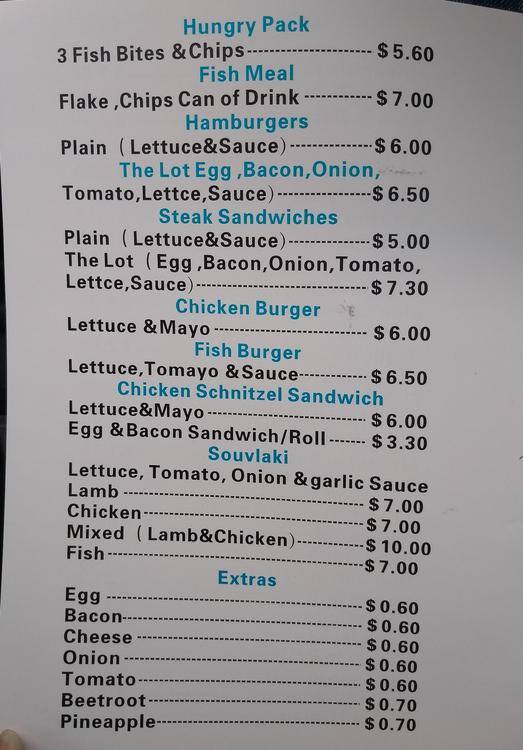 Hungry Pack
3 Fish Bites &Chips------------------ $5.60
Fish Meal
Flake ,Chips Can of Drink ----------- $7.00
Hamburgers
Plain ( Lettuce&Sauce)--------------$6.00
The Lot Egg ,Bacon,Onion,
Tomato,Lettce,Sauce)---------------$6.50
Steak Sandwiches
Plain ( Lettuce&Sauce)--------------$5.00
The Lot ( Egg ,Bacon,Onion,Tomato,
Lettce,Sauce)----------------------------$7.30
Chicken Burger
Lettuce &Mayo -------------------------- $6.00
Fish Burger
Lettuce,Tomayo &Sauce----------- $6.50
Chicken Schnitzel Sandwich
Lettuce&Mayo-------------------------- $6.00
Egg &Bacon Sandwich/Roll------ $3.30
Souvlaki
Lettuce, Tomato, Onion &garlic Sauce
Lamb ---------------------------------------- $7.00
Chicken------------------------------------$7.00
Mixed ( Lamb&Chicken)-----------$10.00
Fish------------------------------------------$7.00
Extras
Egg ------------------------------------------$0.60
Bacon---------------------------------------$0.60
Cheese -------------------------------------$0.60
Onion ---------------------------------------$0.60
Tomato-------------------------------------$0.60
Beetroot-----------------------------------$0.70
Pineapple---------------------------------$0.70